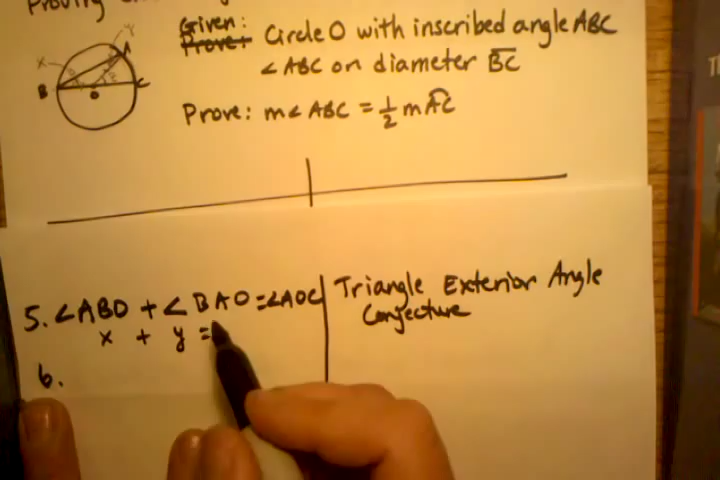 Proving
Given:
Prove: Circle O with inscribed angle ABC
∠ABC on diameter BC
Prove: m∠ABC = 1/2 mAC
Y
X
A
B
O
C
z
5. ∠ABO + ∠BAO = ∠AOC
x + y =
Triangle Exterior Angle
Conjecture
6.